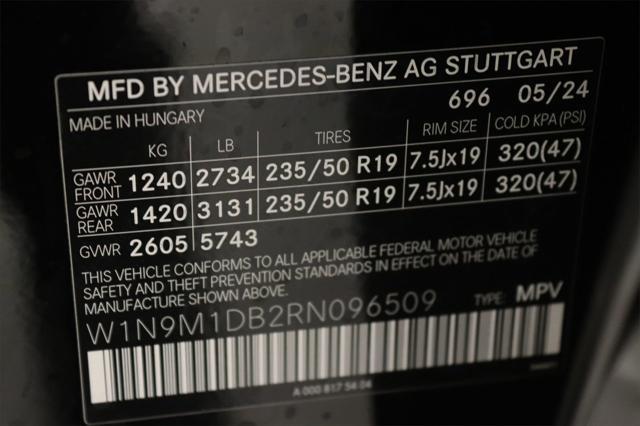 MFD BY MERCEDES-BENZ AG STUTTGART
696 05/24
MADE IN HUNGARY
KG LB TIRES RIM SIZE COLD KPA (PSI)
GAWR FRONT 1240 2734 235/50 R19 7.5Jx19 320(47)
GAWR REAR 1420 3131 235/50 R19 7.5Jx19 320(47)
GVWR 2605 5743
THIS VEHICLE CONFORMS TO ALL APPLICABLE FEDERAL MOTOR VEHICLE
SAFETY AND THEFT PREVENTION STANDARDS IN EFFECT ON THE DATE OF
MANUFACTURE SHOWN ABOVE.
W1N9M1DB2RN096509 TYPE: MPV
A 000 817 54 04